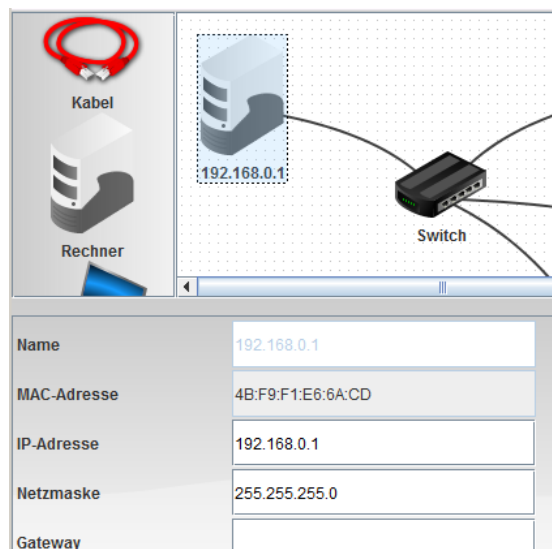 Kabel
192.168.0.1
Rechner
Switch
Name 192.168.0.1
MAC-Adresse 4B:F9:F1:E6:6A:CD
IP-Adresse 192.168.0.1
Netzmaske 255.255.255.0
Gateway